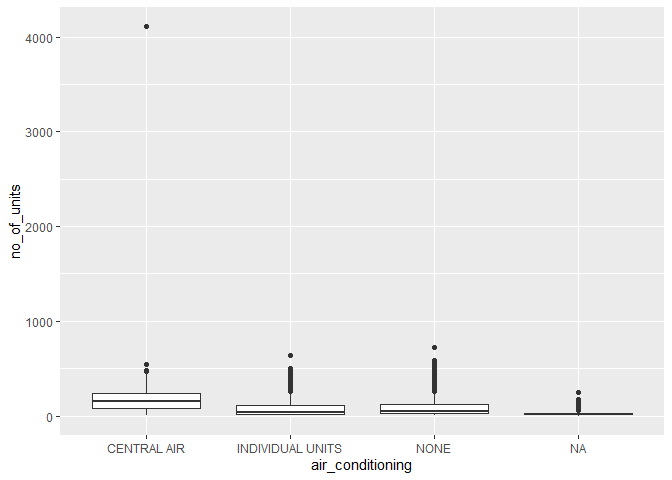 4000
3000
2000
1000
0
no_of_units
CENTRAL AIR
INDIVIDUAL UNITS
NONE
NA
air_conditioning